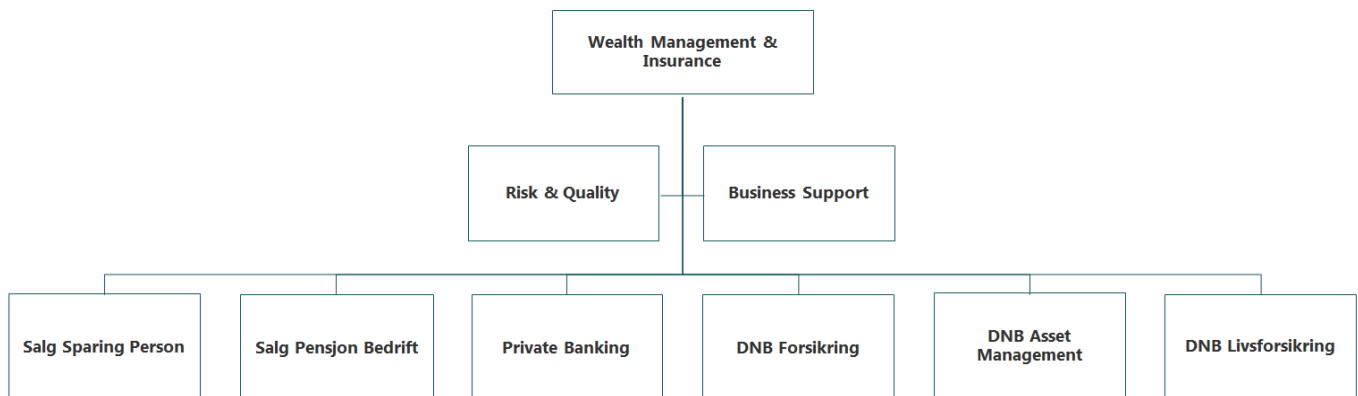 Wealth Management &
Insurance
Risk & Quality
Business Support
Salg Sparing Person
Salg Pensjon Bedrift
Private Banking
DNB Forsikring
DNB Asset
Management
DNB Livsforsikring